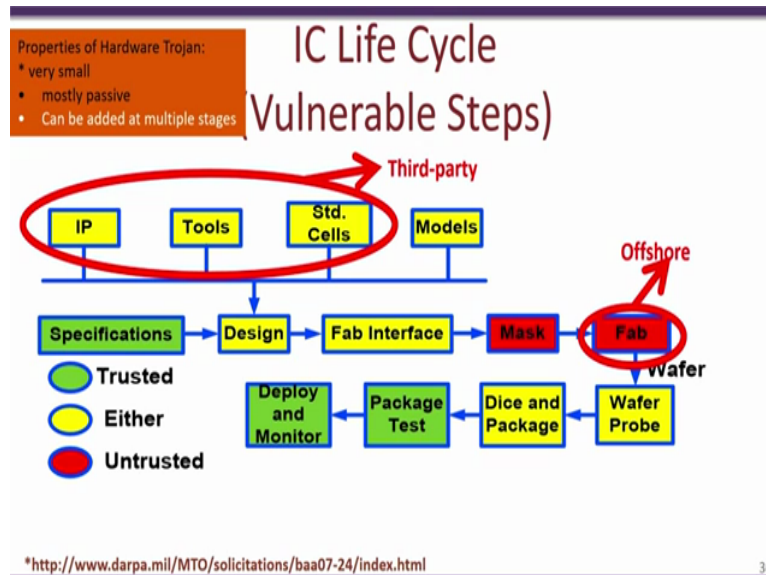 Properties of Hardware Trojan:
* very small
• mostly passive
• Can be added at multiple stages
IC Life Cycle
(Vulnerable Steps)
Third-party
IP
Tools
Std.
Cells
Models
Offshore
Specifications
Design
Fab Interface
Mask
Fab
Wafer
Trusted
Either
Untrusted
Deploy
and
Monitor
Package
Test
Dice and
Package
Wafer
Probe
*http://www.darpa.mil/MTO/solicitations/baa07-24/index.html
3